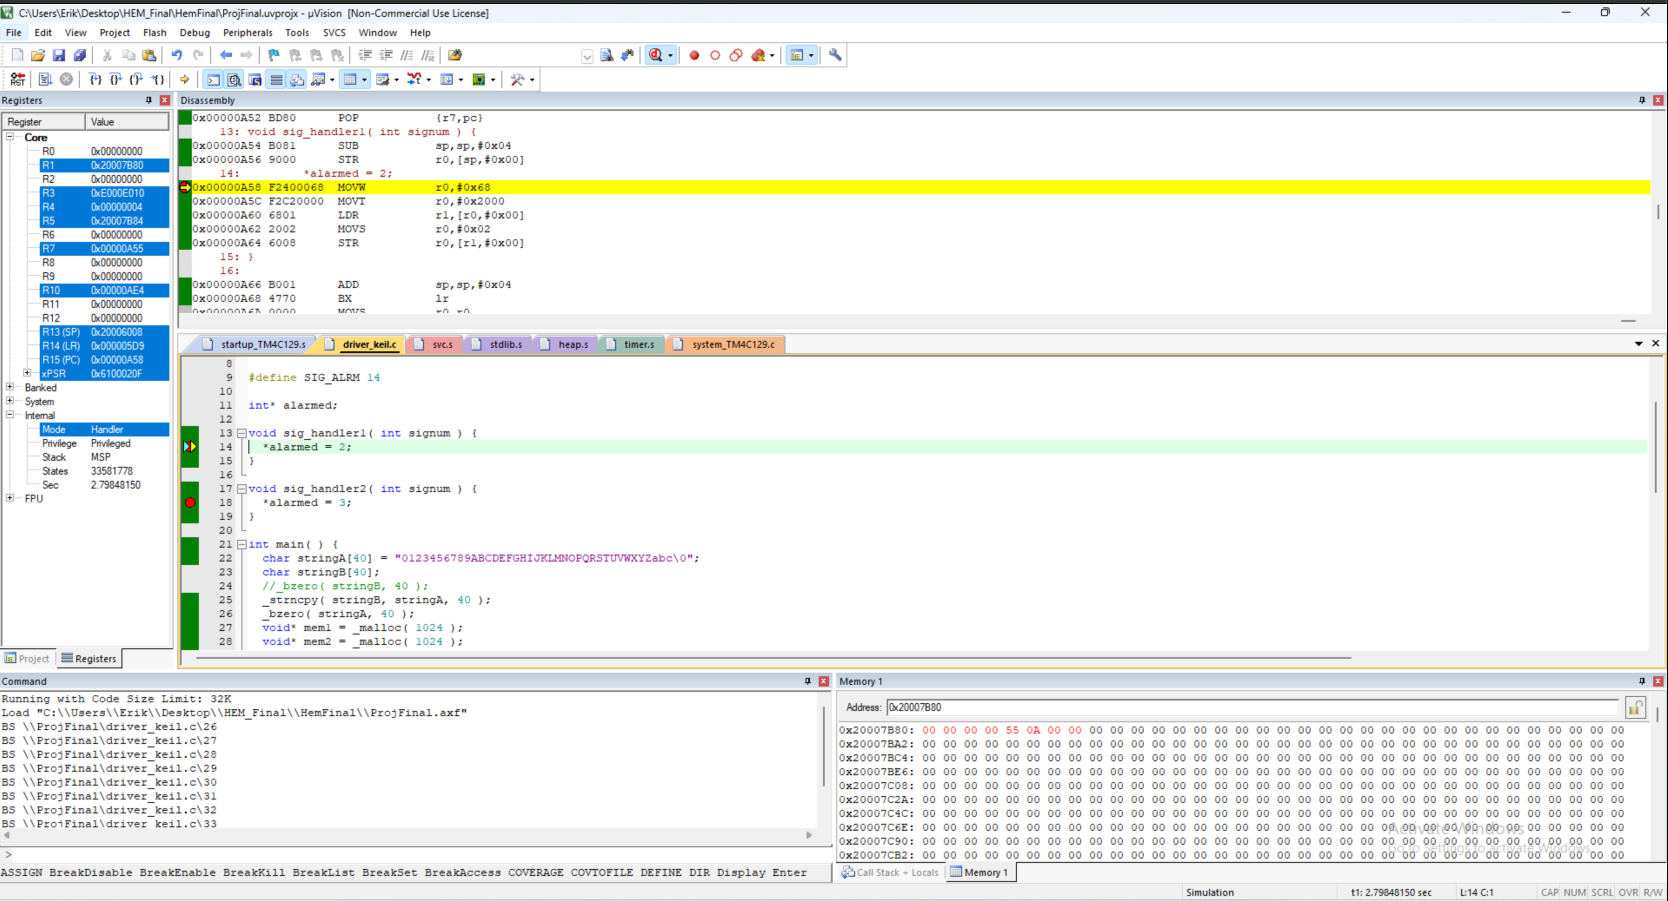 C:\Users\Erik\Desktop\HEM_Final\HemFinal\ProjFinal.uvprojx - µVision [Non-Commercial Use License]
File Edit View Project Flash Debug Peripherals Tools SVCS Window Help
Registers
Register Value
Core
R0 0x00000000
R1 0x20007B80
R2 0x00000000
R3 0xE000E010
R4 0x00000004
R5 0x20007B84
R6 0x00000000
R7 0x00000A55
R8 0x00000000
R9 0x00000000
R10 0x00000AE4
R11 0x00000000
R12 0x00000000
R13 (SP) 0x20006008
R14 (LR) 0x000005D9
R15 (PC) 0x00000A58
xPSR 0x6100020F
Banked
System
Internal
Mode Handler
Privilege Privileged
Stack MSP
States 33581778
Sec 2.79848150
FPU
Project Registers
Disassembly
0x00000A52 BD80 POP {r7,pc}
13: void sig_handler1( int signum ) {
0x00000A54 B081 SUB sp,sp,#0x04
0x00000A56 9000 STR r0,[sp,#0x00]
14: *alarmed = 2;
0x00000A58 F2400068 MOVW r0,#0x68
0x00000A5C F2C20000 MOVT r0,#0x2000
0x00000A60 6801 LDR r1,[r0,#0x00]
0x00000A62 2002 MOVS r0,#0x02
0x00000A64 6008 STR r0,[r1,#0x00]
15: }
16:
0x00000A66 B001 ADD sp,sp,#0x04
0x00000A68 4770 BX lr
0x00000A6A 0000 MOVS r0,r0
startup_TM4C129.s driver_keil.c svc.s stdlib.s heap.s timer.s system_TM4C129.c
8
9 #define SIG_ALRM 14
10
11 int* alarmed;
12
13 void sig_handler1( int signum ) {
14 *alarmed = 2;
15 }
16
17 void sig_handler2( int signum ) {
18 *alarmed = 3;
19 }
20
21 int main( ) {
22 char stringA[40] = "0123456789ABCDEFGHIJKLMNOPQRSTUVWXYZabc\0";
23 char stringB[40];
24 //_bzero( stringB, 40 );
25 _strncpy( stringB, stringA, 40 );
26 _bzero( stringA, 40 );
27 void* mem1 = _malloc( 1024 );
28 void* mem2 = _malloc( 1024 );
Command
Running with Code Size Limit: 32K
Load "C:\\Users\\Erik\\Desktop\\HEM_Final\\HemFinal\\ProjFinal.axf"
BS \\ProjFinal\driver_keil.c\26
BS \\ProjFinal\driver_keil.c\27
BS \\ProjFinal\driver_keil.c\28
BS \\ProjFinal\driver_keil.c\29
BS \\ProjFinal\driver_keil.c\30
BS \\ProjFinal\driver_keil.c\31
BS \\ProjFinal\driver_keil.c\32
BS \\ProjFinal\driver_keil.c\33
>
ASSIGN BreakDisable BreakEnable BreakKill BreakList BreakSet BreakAccess COVERAGE COVTOFILE DEFINE DIR Display Enter
Memory 1
Address: 0x20007B80
0x20007B80: 00 00 00 00 55 0A 00 00 00 00 00 00 00 00 00 00 00 00 00 00 00 00 00 00 00 00 00 00 00 00 00 00 00 00
0x20007BA2: 00 00 00 00 00 00 00 00 00 00 00 00 00 00 00 00 00 00 00 00 00 00 00 00 00 00 00 00 00 00 00 00 00 00
0x20007BC4: 00 00 00 00 00 00 00 00 00 00 00 00 00 00 00 00 00 00 00 00 00 00 00 00 00 00 00 00 00 00 00 00 00 00
0x20007BE6: 00 00 00 00 00 00 00 00 00 00 00 00 00 00 00 00 00 00 00 00 00 00 00 00 00 00 00 00 00 00 00 00 00 00
0x20007C08: 00 00 00 00 00 00 00 00 00 00 00 00 00 00 00 00 00 00 00 00 00 00 00 00 00 00 00 00 00 00 00 00 00 00
0x20007C2A: 00 00 00 00 00 00 00 00 00 00 00 00 00 00 00 00 00 00 00 00 00 00 00 00 00 00 00 00 00 00 00 00 00 00
0x20007C4C: 00 00 00 00 00 00 00 00 00 00 00 00 00 00 00 00 00 00 00 00 00 00 00 00 00 00 00 00 00 00 00 00 00 00
0x20007C6E: 00 00 00 00 00 00 00 00 00 00 00 00 00 00 00 00 00 00 00 00 00 00 00 00 00 00 00 00 00 00 00 00 00 00
0x20007C90: 00 00 00 00 00 00 00 00 00 00 00 00 00 00 00 00 00 00 00 00 00 00 00 00 00 00 00 00 00 00 00 00 00 00
0x20007CB2: 00 00 00 00 00 00 00 00 00 00 00 00 00 00 00 00 00 00 00 00 00 00 00 00 00 00 00 00 00 00 00 00 00 00
Activate Windows
Go to Settings to activate Windows.
Call Stack + Locals Memory 1
Simulation t1: 2.79848150 sec L:14 C:1 CAP NUM SCRL OVR R/W